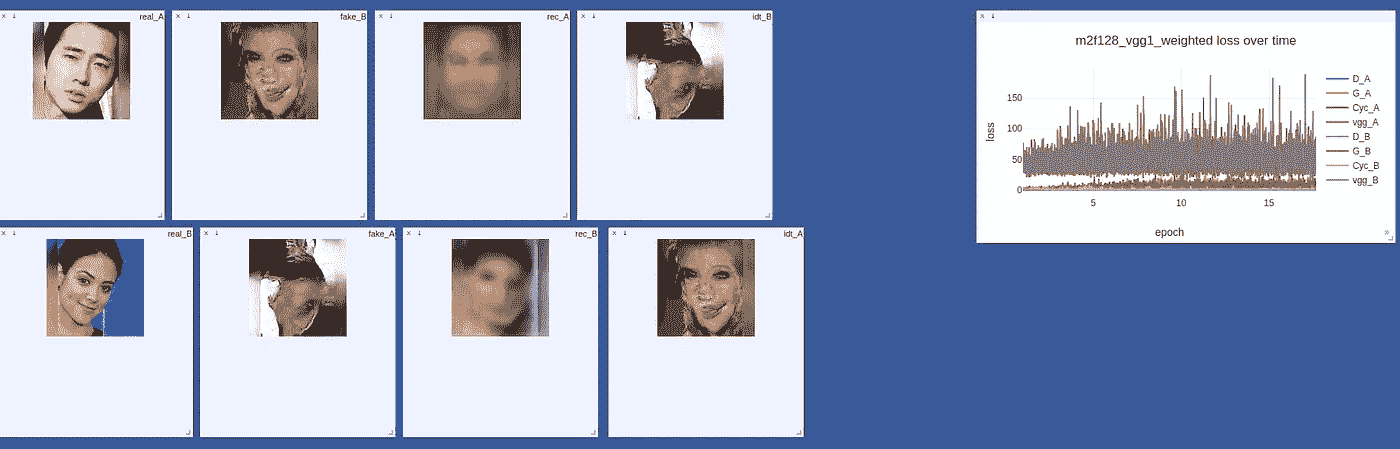 x ↓ real_A
x ↓ fake_B
x ↓ rec_A
x ↓ idt_B
x ↓
m2f128_vgg1_weighted loss over time
loss
150
100
50
0
5 10 15
epoch
D_A
G_A
Cyc_A
vgg_A
D_B
G_B
Cyc_B
vgg_B
»
x ↓ real_B
x ↓ fake_A
x ↓ rec_B
x ↓ idt_A